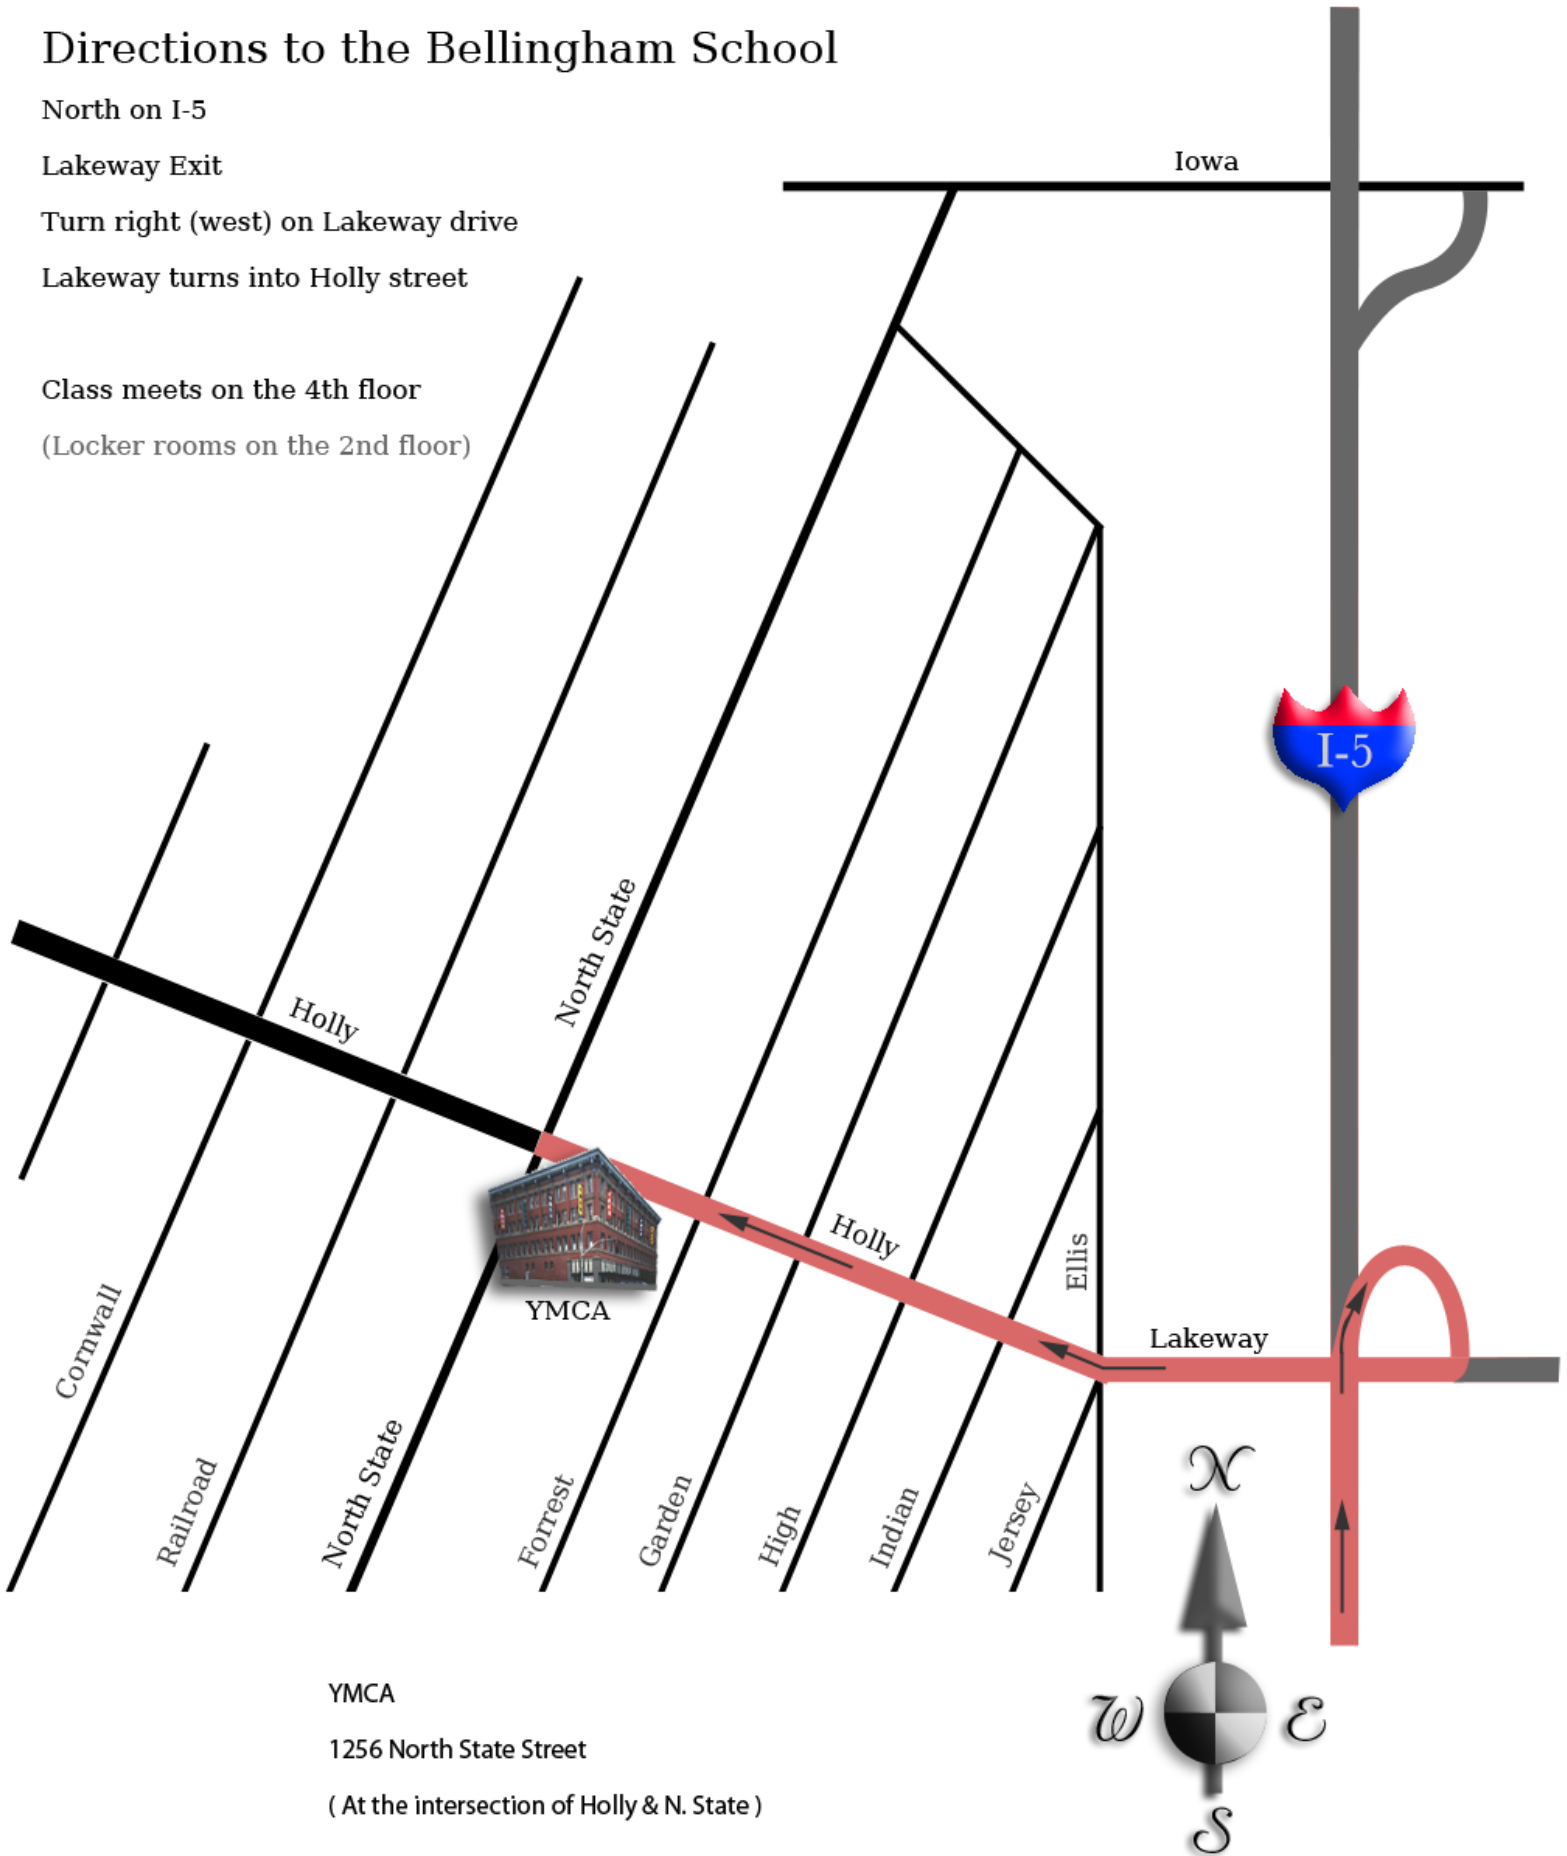 Directions to the Bellingham School
North on I-5
Lakeway Exit
Turn right (west) on Lakeway drive
Lakeway turns into Holly street
Class meets on the 4th floor
(Locker rooms on the 2nd floor)
Iowa
I-5
North State
Holly
Holly
Ellis
Lakeway
YMCA
Cornwall
Railroad
North State
Forrest
Garden
High
Indian
Jersey
N
W
E
S
YMCA
1256 North State Street
( At the intersection of Holly & N. State )